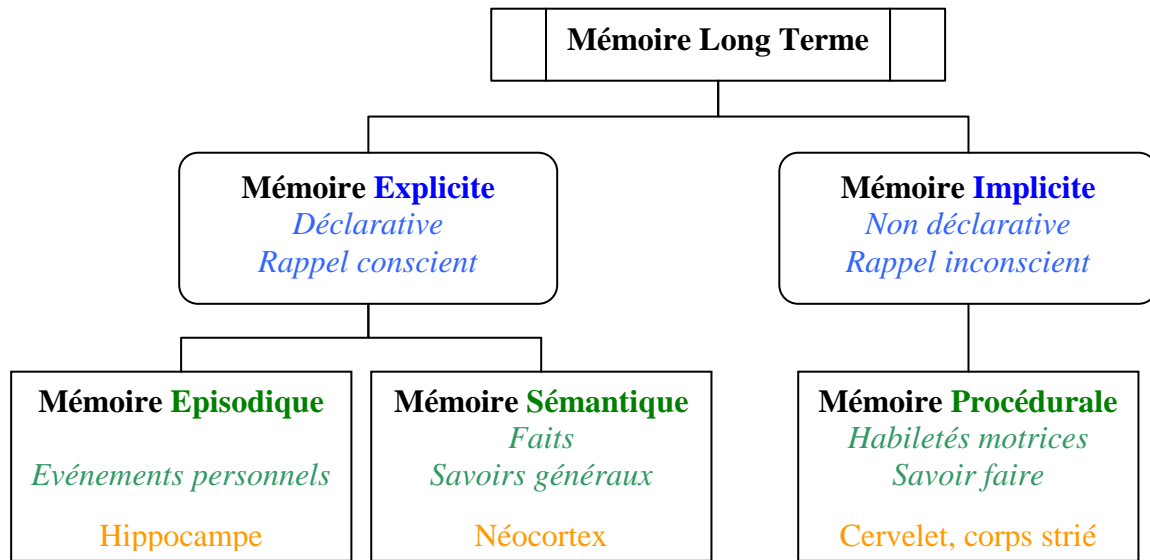 Mémoire Long Terme
Mémoire Explicite
Déclarative
Rappel conscient
Mémoire Implicite
Non déclarative
Rappel inconscient
Mémoire Episodique
Evénements personnels
Hippocampe
Mémoire Sémantique
Faits
Savoirs généraux
Néocortex
Mémoire Procédurale
Habiletés motrices
Savoir faire
Cervelet, corps strié